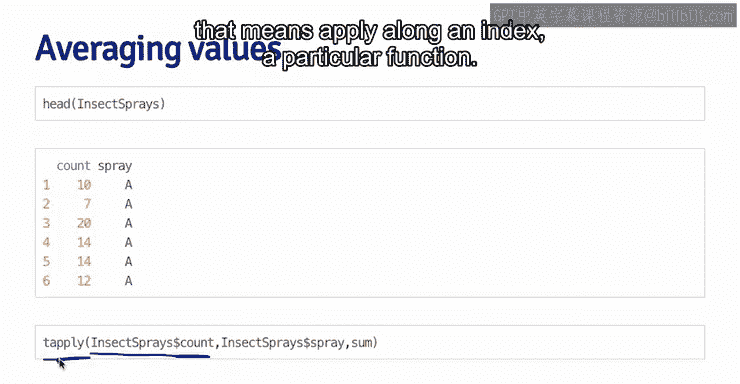 that means apply along an index,
a particular function.
Averaging values
head(InsectSprays)
count spray
1 10 A
2 7 A
3 20 A
4 14 A
5 14 A
6 12 A
tapply(InsectSprays$count,InsectSprays$spray,sum)